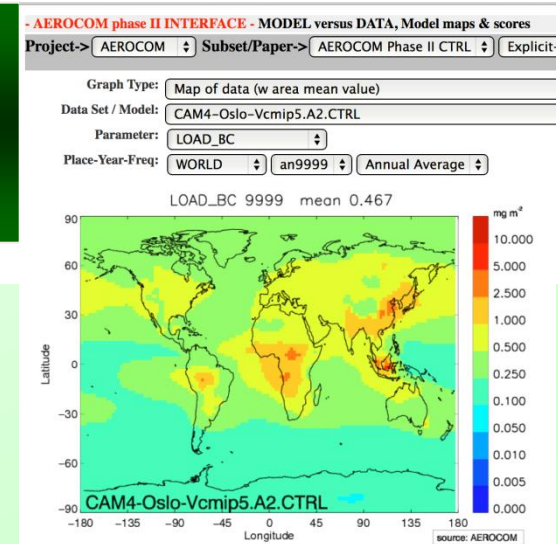 - AEROCOM phase II INTERFACE - MODEL versus DATA, Model maps & scores
Project-> AEROCOM Subset/Paper-> AEROCOM Phase II CTRL Explicit-
Graph Type: Map of data (w area mean value)
Data Set / Model: CAM4-Oslo-Vcmip5.A2.CTRL
Parameter: LOAD_BC
Place-Year-Freq: WORLD an9999 Annual Average
LOAD_BC 9999 mean 0.467
mg m⁻²
90
60
30
0
-30
-60
-90
Latitude
10.000
5.000
2.500
1.000
0.500
0.250
0.100
0.050
0.010
0.005
0.000
CAM4-Oslo-Vcmip5.A2.CTRL
-180 -135 -90 -45 0 45 90 135 180
Longitude
source: AEROCOM